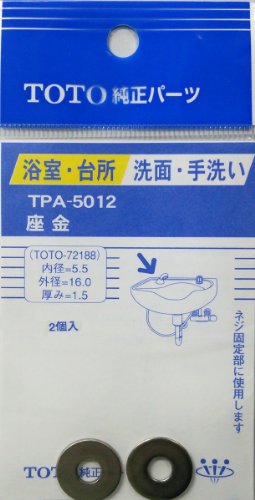 TOTO 純正パーツ
浴室・台所 洗面・手洗い
TPA-5012
座金
(TOTO-72188)
内径=5.5
外径=16.0
厚み=1.5
2個入
ネジ固定部に使用します
TOTO 純正